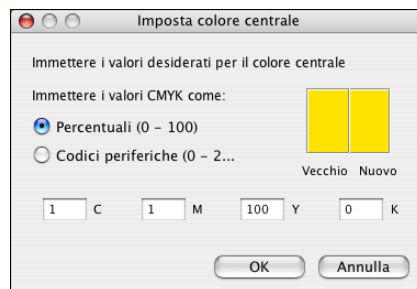 Imposta colore centrale
Immettere i valori desiderati per il colore centrale
Immettere i valori CMYK come:
Percentuali (0 – 100)
Codici periferiche (0 – 2...
Vecchio Nuovo
1 C 1 M 100 Y 0 K
OK Annulla